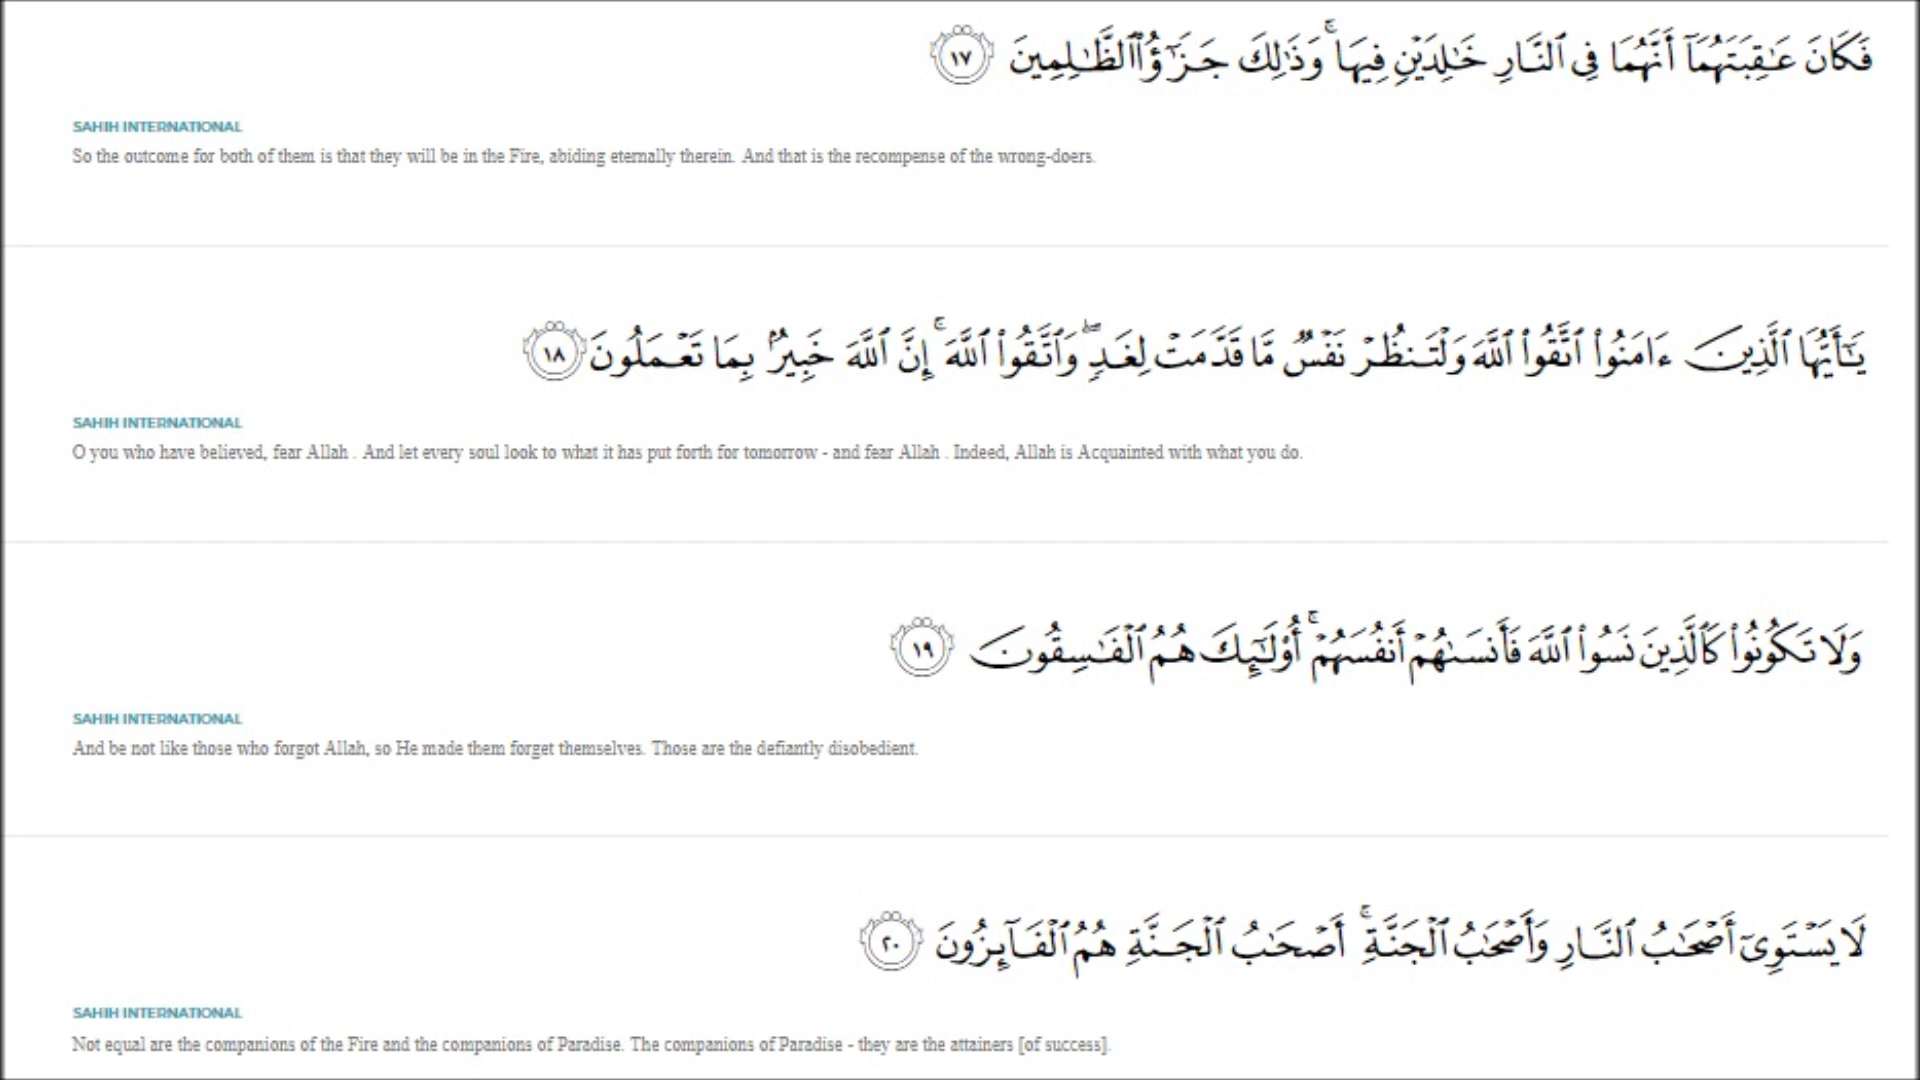 فَكَانَ عَـٰقِبَتَهُمَآ أَنَّهُمَا فِى ٱلنَّارِ خَـٰلِدَيْنِ فِيهَا ۚ وَذَٰلِكَ جَزَٰٓؤُا۟ ٱلظَّـٰلِمِينَ ١٧
SAHIH INTERNATIONAL
So the outcome for both of them is that they will be in the Fire, abiding eternally therein. And that is the recompense of the wrong-doers.
يَـٰٓأَيُّهَا ٱلَّذِينَ ءَامَنُوا۟ ٱتَّقُوا۟ ٱللَّهَ وَلْتَنظُرْ نَفْسٌ مَّا قَدَّمَتْ لِغَدٍ ۖ وَٱتَّقُوا۟ ٱللَّهَ ۚ إِنَّ ٱللَّهَ خَبِيرٌۢ بِمَا تَعْمَلُونَ ١٨
SAHIH INTERNATIONAL
O you who have believed, fear Allah . And let every soul look to what it has put forth for tomorrow - and fear Allah . Indeed, Allah is Acquainted with what you do.
وَلَا تَكُونُوا۟ كَٱلَّذِينَ نَسُوا۟ ٱللَّهَ فَأَنسَىٰهُمْ أَنفُسَهُمْ ۚ أُو۟لَـٰٓئِكَ هُمُ ٱلْفَـٰسِقُونَ ١٩
SAHIH INTERNATIONAL
And be not like those who forgot Allah, so He made them forget themselves. Those are the defiantly disobedient.
لَا يَسْتَوِىٓ أَصْحَـٰبُ ٱلنَّارِ وَأَصْحَـٰبُ ٱلْجَنَّةِ ۚ أَصْحَـٰبُ ٱلْجَنَّةِ هُمُ ٱلْفَآئِزُونَ ٢٠
SAHIH INTERNATIONAL
Not equal are the companions of the Fire and the companions of Paradise. The companions of Paradise - they are the attainers [of success].